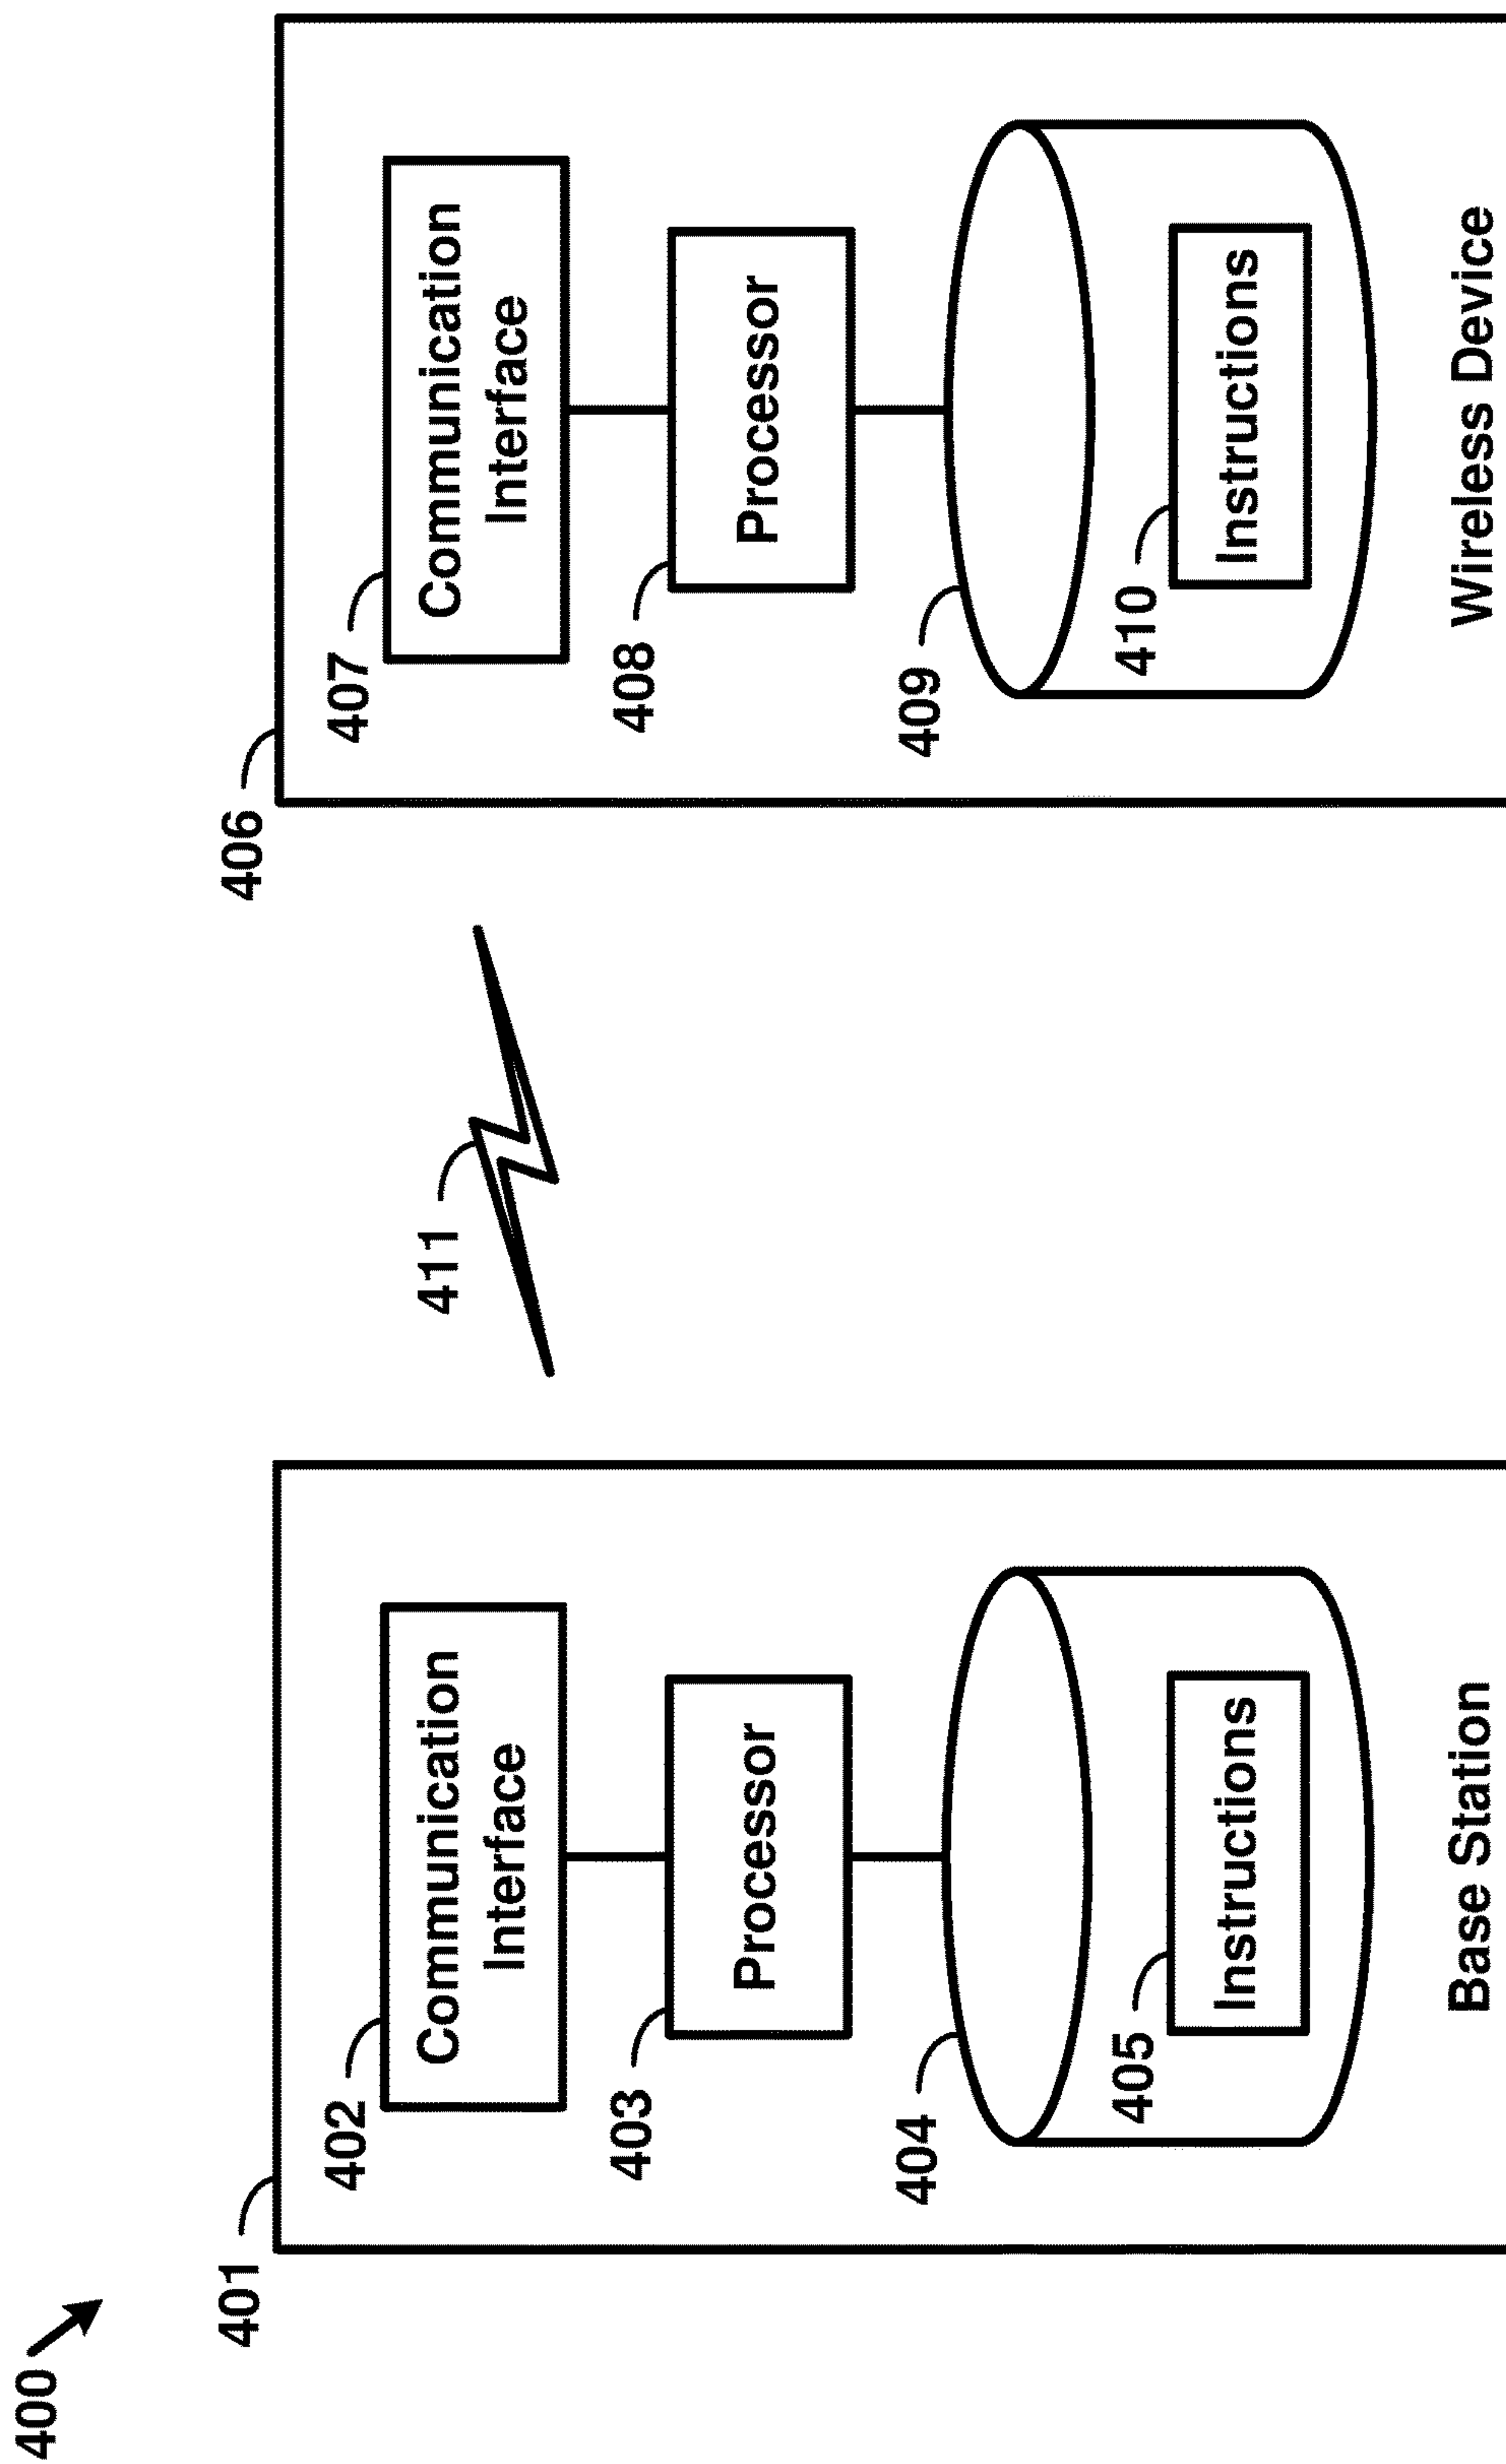 400
401
402
Communication
Interface
403
Processor
404
405
Instructions
Base Station
411
406
407
Communication
Interface
408
Processor
409
410
Instructions
Wireless Device